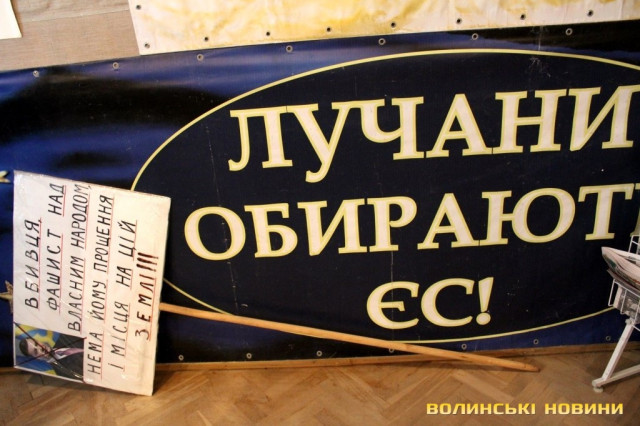 ЛУЧАНИ
ОБИРАЮТЬ
ЄС!
ВБИВЦЯ,
ФАШИСТ НАД
ВЛАСНИМ НАРОДОМ,
НЕМА ЙОМУ ПРОЩЕННЯ
І МІСЦЯ НА ЦІЙ
ЗЕМЛІ!!!!
ВОЛИНСЬКІ НОВИНИ